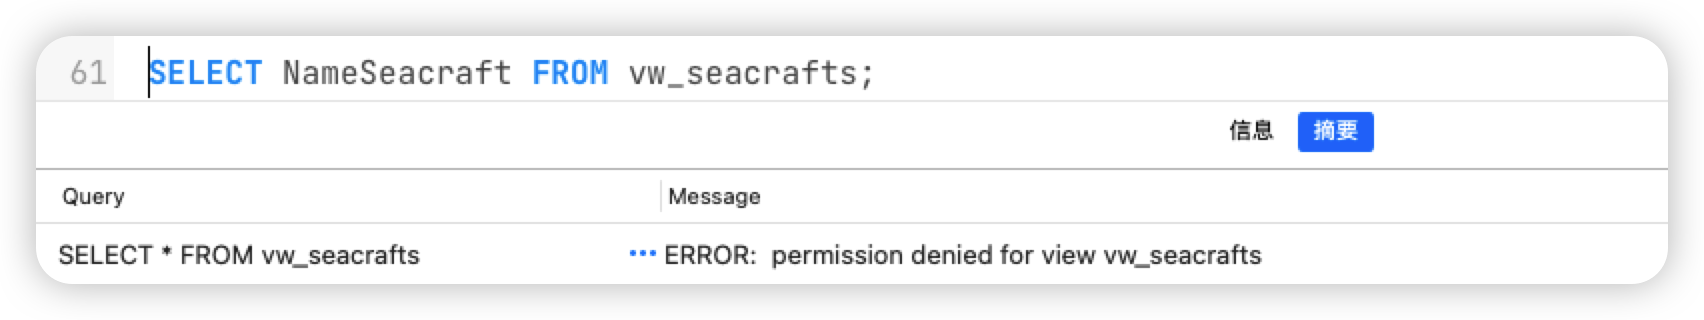 61 SELECT NameSeacraft FROM vw_seacrafts;
信息 摘要
Query Message
SELECT * FROM vw_seacrafts ••• ERROR: permission denied for view vw_seacrafts